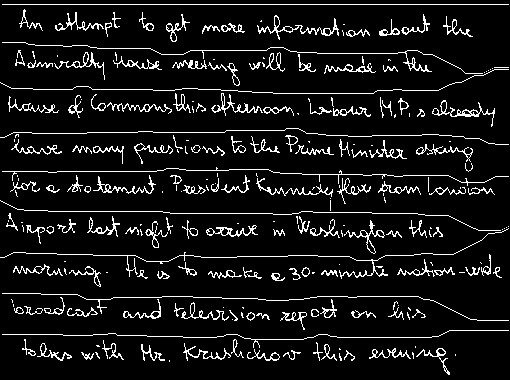 An attempt to get more information about the
Admiralty House meeting will be made in the
House of Commons this afternoon. Labour M.P.s already
have many questions to the Prime Minister asking
for a statement. President Kennedy flew from London
Airport last night to arrive in Washington this
morning. He is to make a 30-minute nation-wide
broadcast and television report on his
talks with Mr. Krushchov this evening.